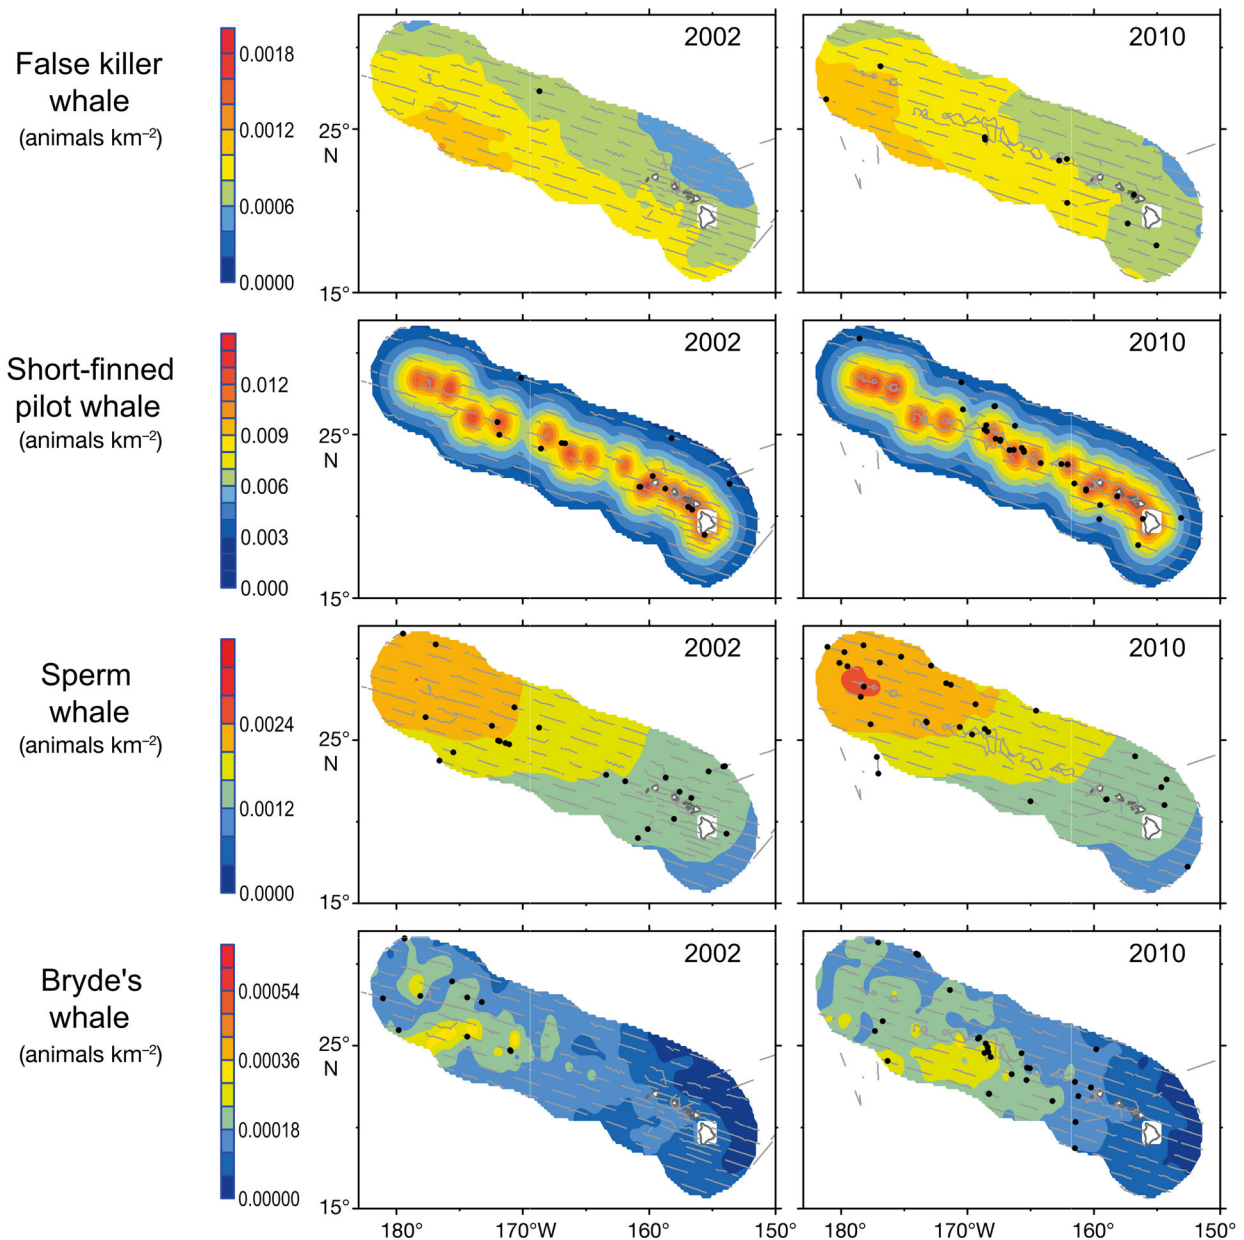 False killer
whale
(animals km⁻²)
0.0018
0.0012
0.0006
0.0000
2002
2010
25°
N
15°
Short-finned
pilot whale
(animals km⁻²)
0.012
0.009
0.006
0.003
0.000
2002
2010
25°
N
15°
Sperm
whale
(animals km⁻²)
0.0024
0.0012
0.0000
2002
2010
25°
N
15°
Bryde's
whale
(animals km⁻²)
0.00054
0.00036
0.00018
0.00000
2002
2010
25°
N
15°
180° 170°W 160° 150° 180° 170°W 160° 150°